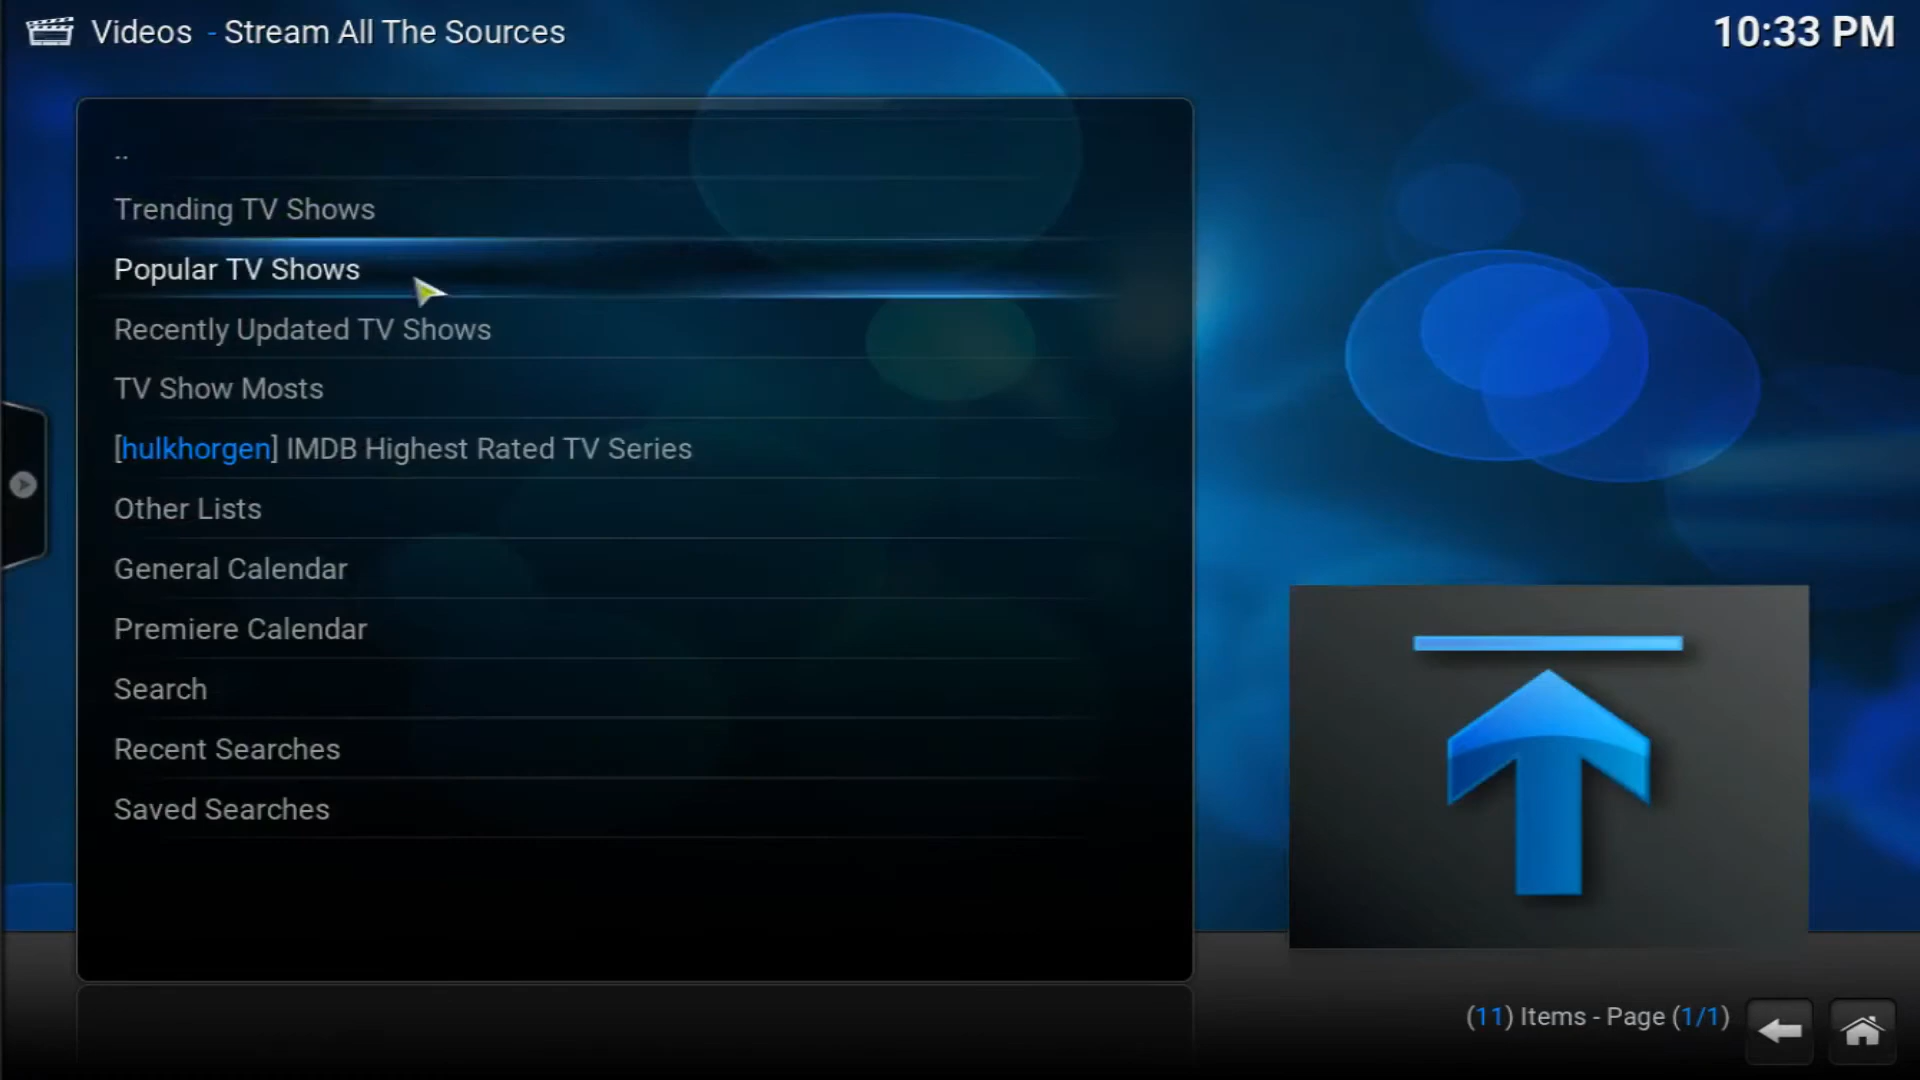 Videos - Stream All The Sources
10:33 PM
..
Trending TV Shows
Popular TV Shows
Recently Updated TV Shows
TV Show Mosts
[hulkhorgen] IMDB Highest Rated TV Series
Other Lists
General Calendar
Premiere Calendar
Search
Recent Searches
Saved Searches
(11) Items - Page (1/1)